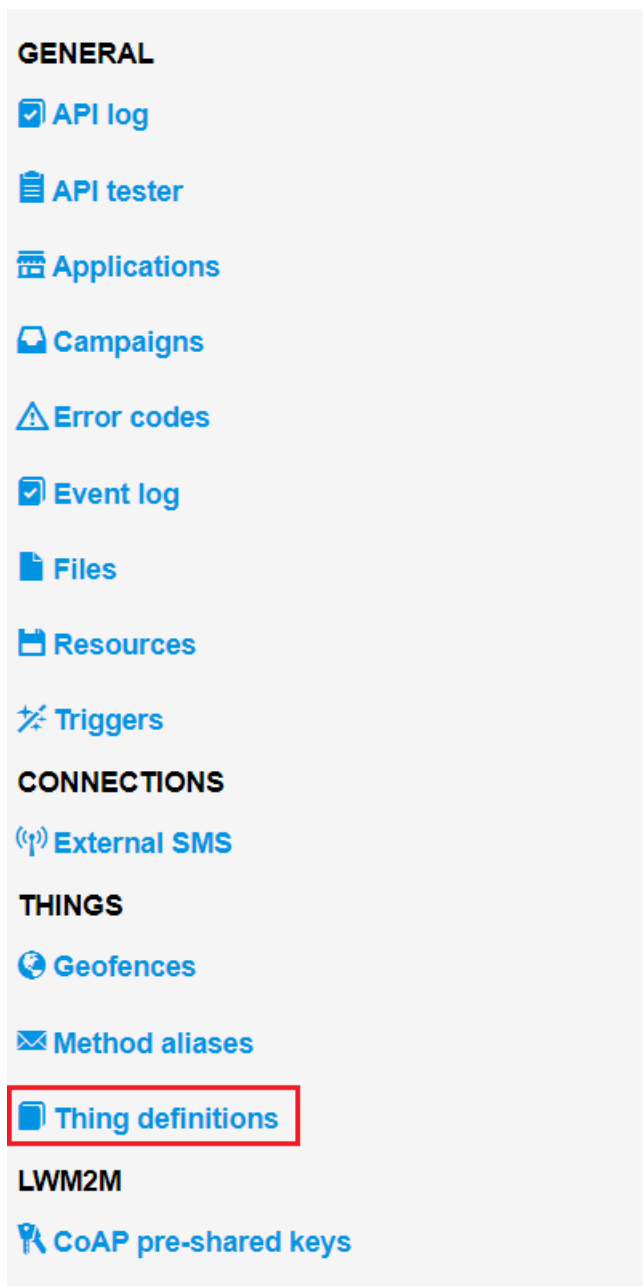 GENERAL
API log
API tester
Applications
Campaigns
Error codes
Event log
Files
Resources
Triggers
CONNECTIONS
External SMS
THINGS
Geofences
Method aliases
Thing definitions
LWM2M
CoAP pre-shared keys